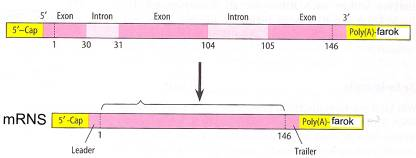 5′ Exon Intron Exon Intron Exon 3′
5′–Cap Poly(A)- farok
1 30 31 104 105 146
mRNS 5′ -Cap Poly(A)- farok
Leader 1 146 Trailer